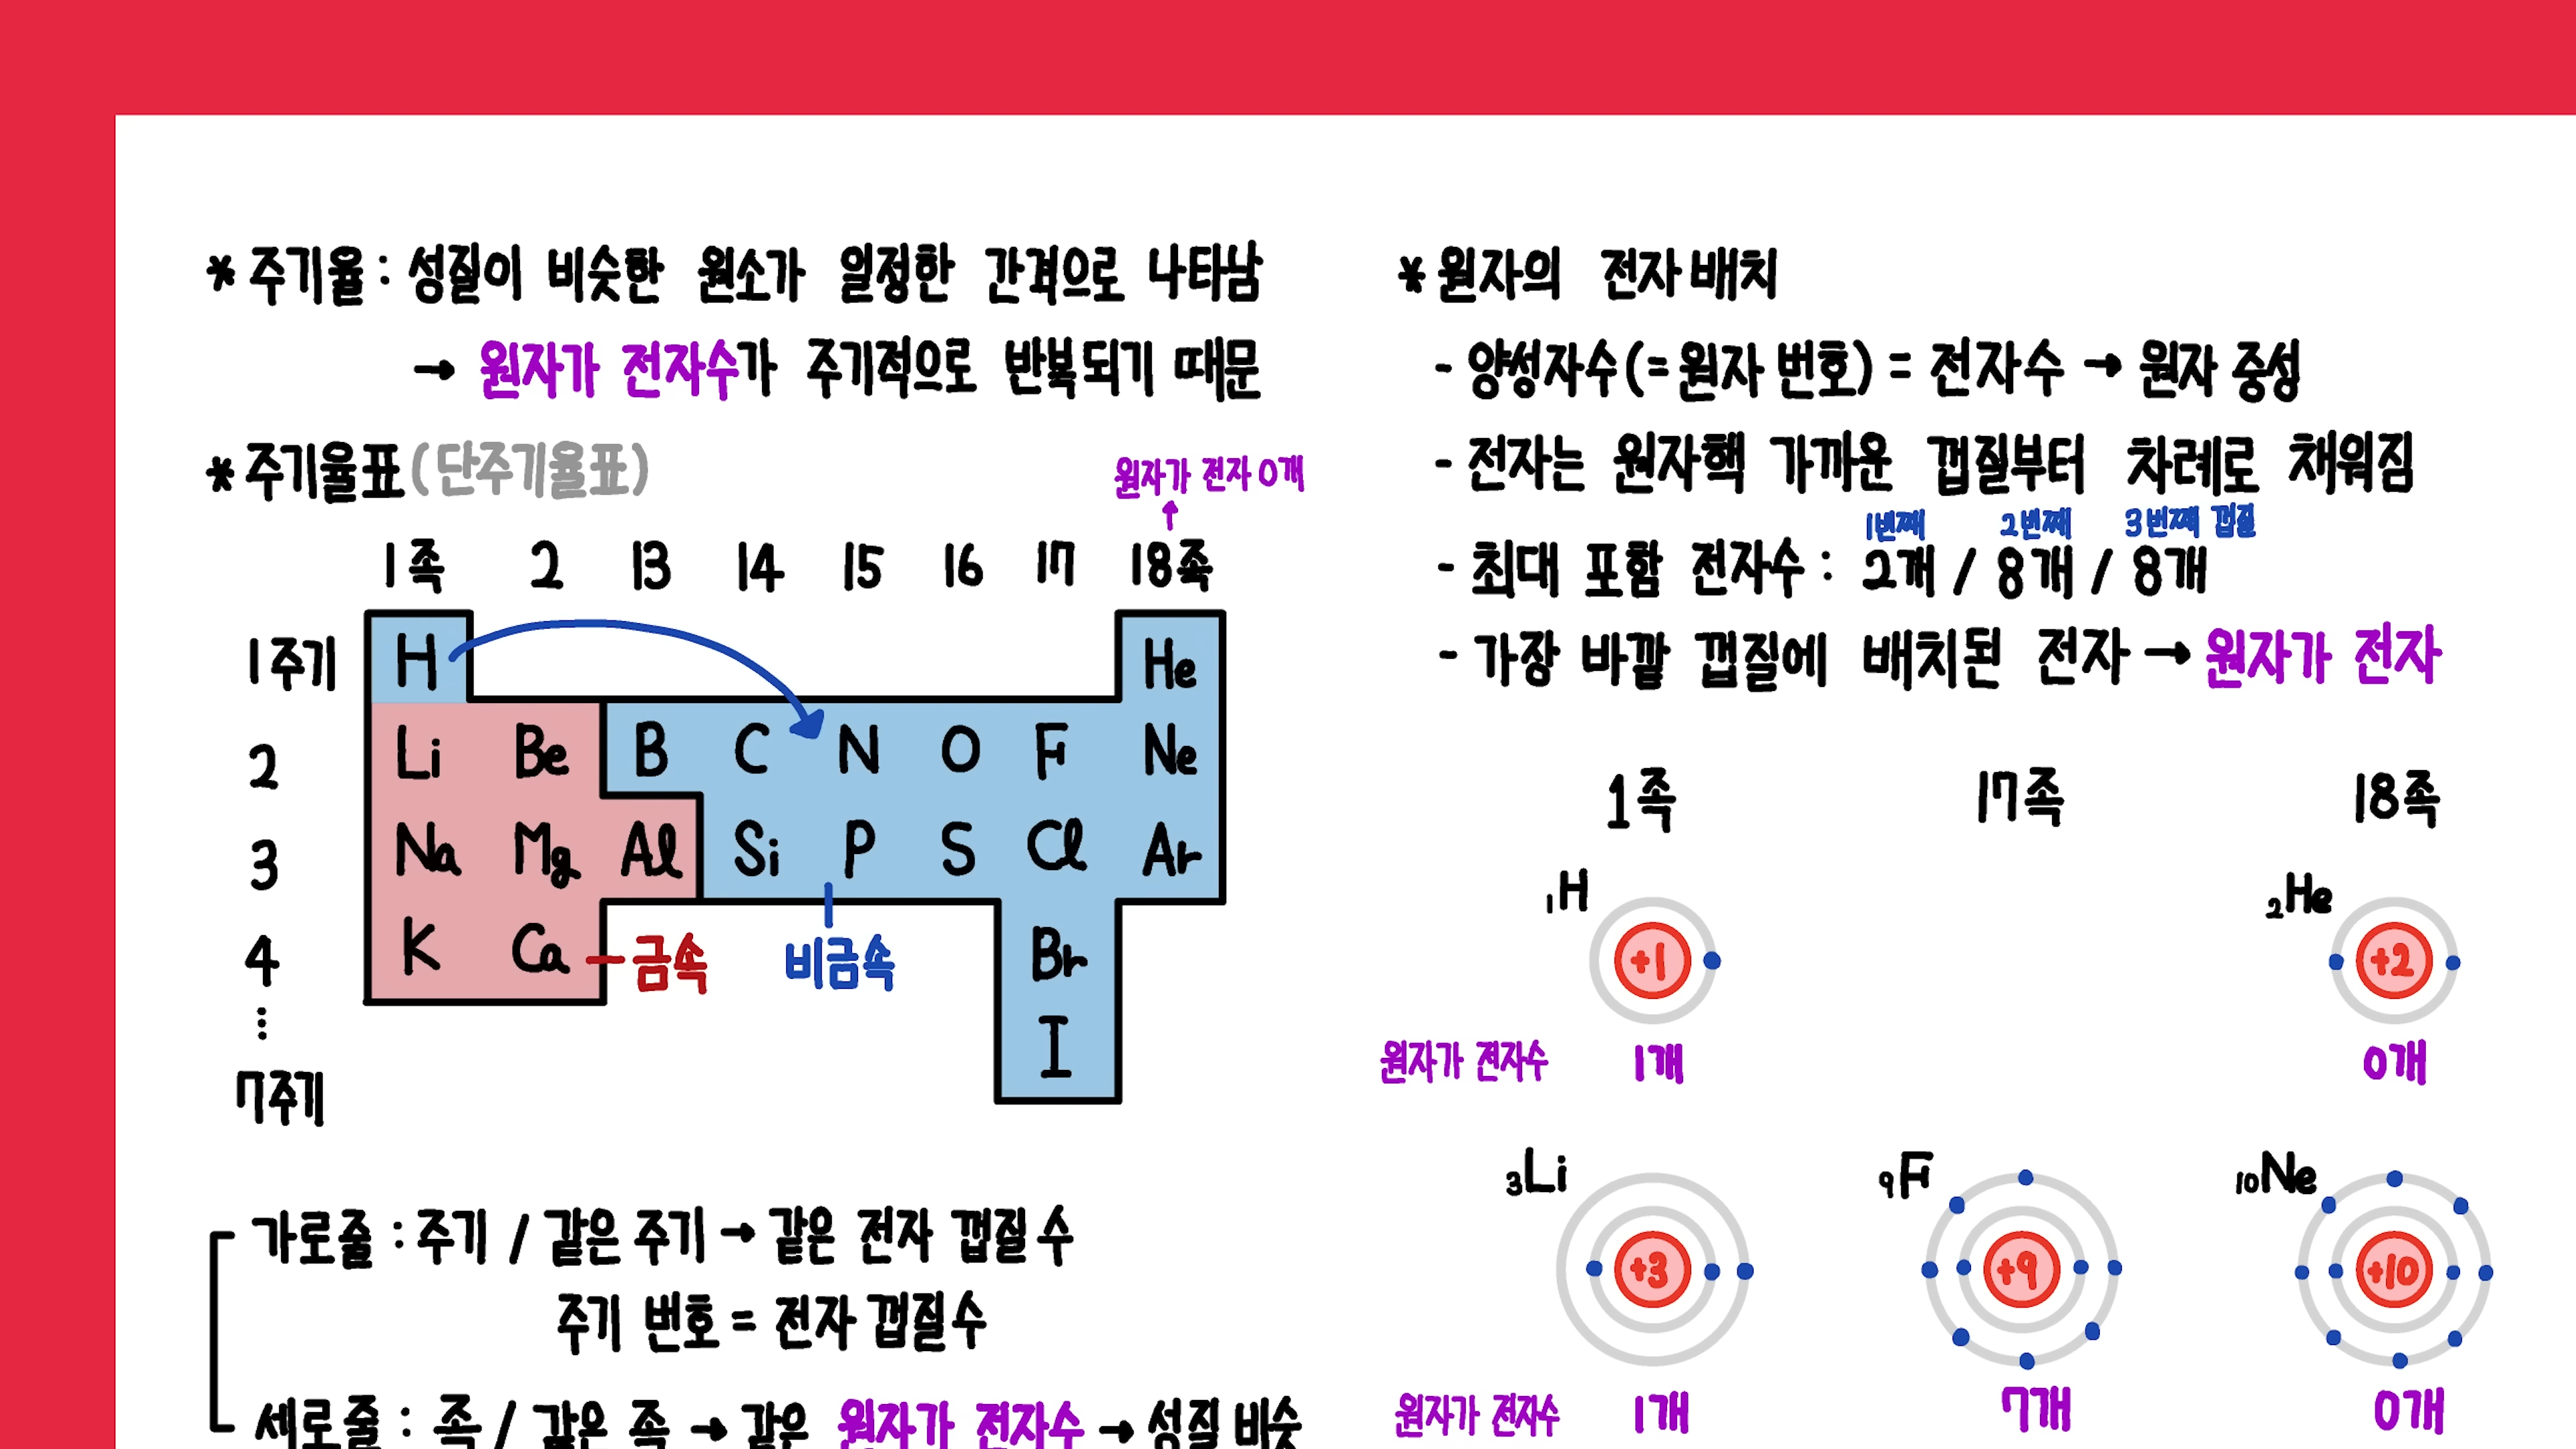 * 주기율 : 성질이 비슷한 원소가 일정한 간격으로 나타남
→ 원자가 전자수가 주기적으로 반복되기 때문
* 주기율표 (단주기율표)
원자가 전자 0개
↑
1족 2 13 14 15 16 17 18족
1주기 H He
2 Li Be B C N O F Ne
3 Na Mg Al Si P S Cl Ar
4 K Ca 금속 비금속 Br
⋮ I
7주기
가로줄 : 주기 / 같은 주기 → 같은 전자 껍질 수
주기 번호 = 전자 껍질 수
세로줄 : 족 / 같은 족 → 같은 원자가 전자수 → 성질 비슷
* 원자의 전자 배치
- 양성자수(=원자 번호) = 전자수 → 원자 중성
- 전자는 원자핵 가까운 껍질부터 차례로 채워짐
1번째 2번째 3번째 껍질
- 최대 포함 전자수 : 2개 / 8개 / 8개
- 가장 바깥 껍질에 배치된 전자 → 원자가 전자
1족 17족 18족
1H 2He
+1 +2
원자가 전자수 1개 0개
3Li 9F 10Ne
+3 +9 +10
원자가 전자수 1개 7개 0개